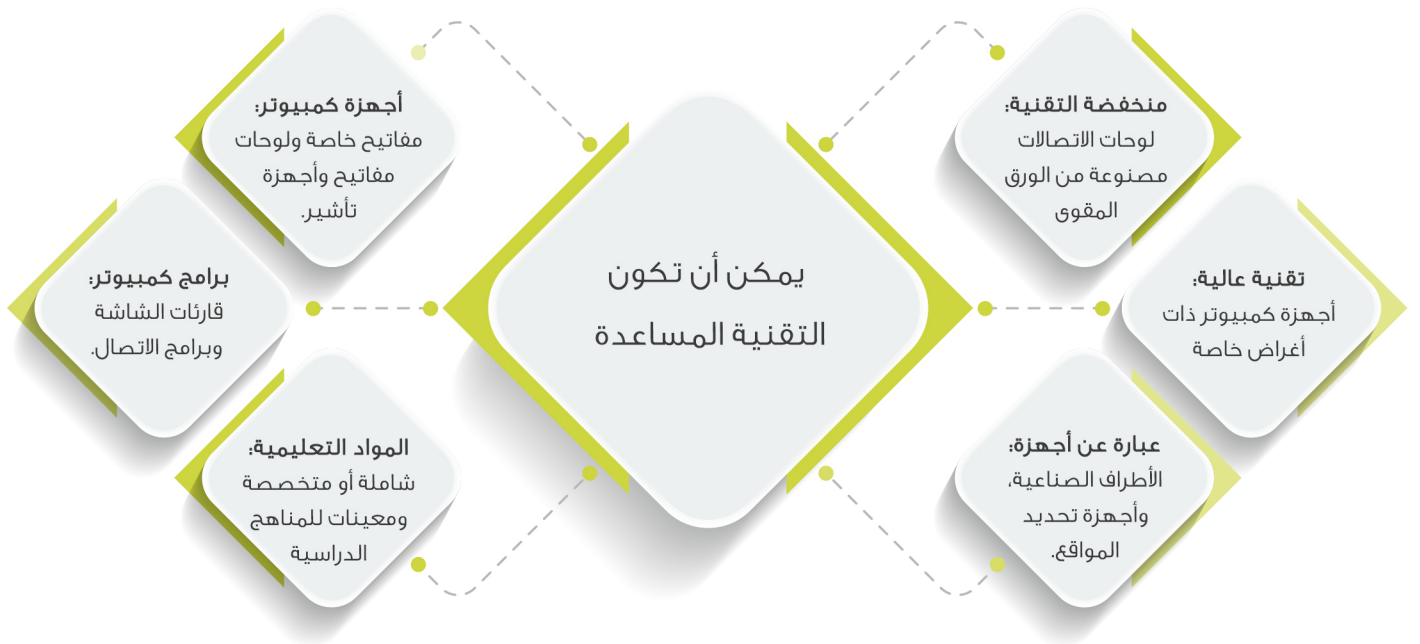 يمكن أن تكون
التقنية المساعدة
منخفضة التقنية:
لوحات الاتصالات
مصنوعة من الورق
المقوى
تقنية عالية:
أجهزة كمبيوتر ذات
أغراض خاصة
عبارة عن أجهزة:
الأطراف الصناعية،
وأجهزة تحديد
المواقع.
أجهزة كمبيوتر:
مفاتيح خاصة ولوحات
مفاتيح وأجهزة
تأشير.
برامج كمبيوتر:
قارئات الشاشة
وبرامج الاتصال.
المواد التعليمية:
شاملة أو متخصصة
ومعينات للمناهج
الدراسية